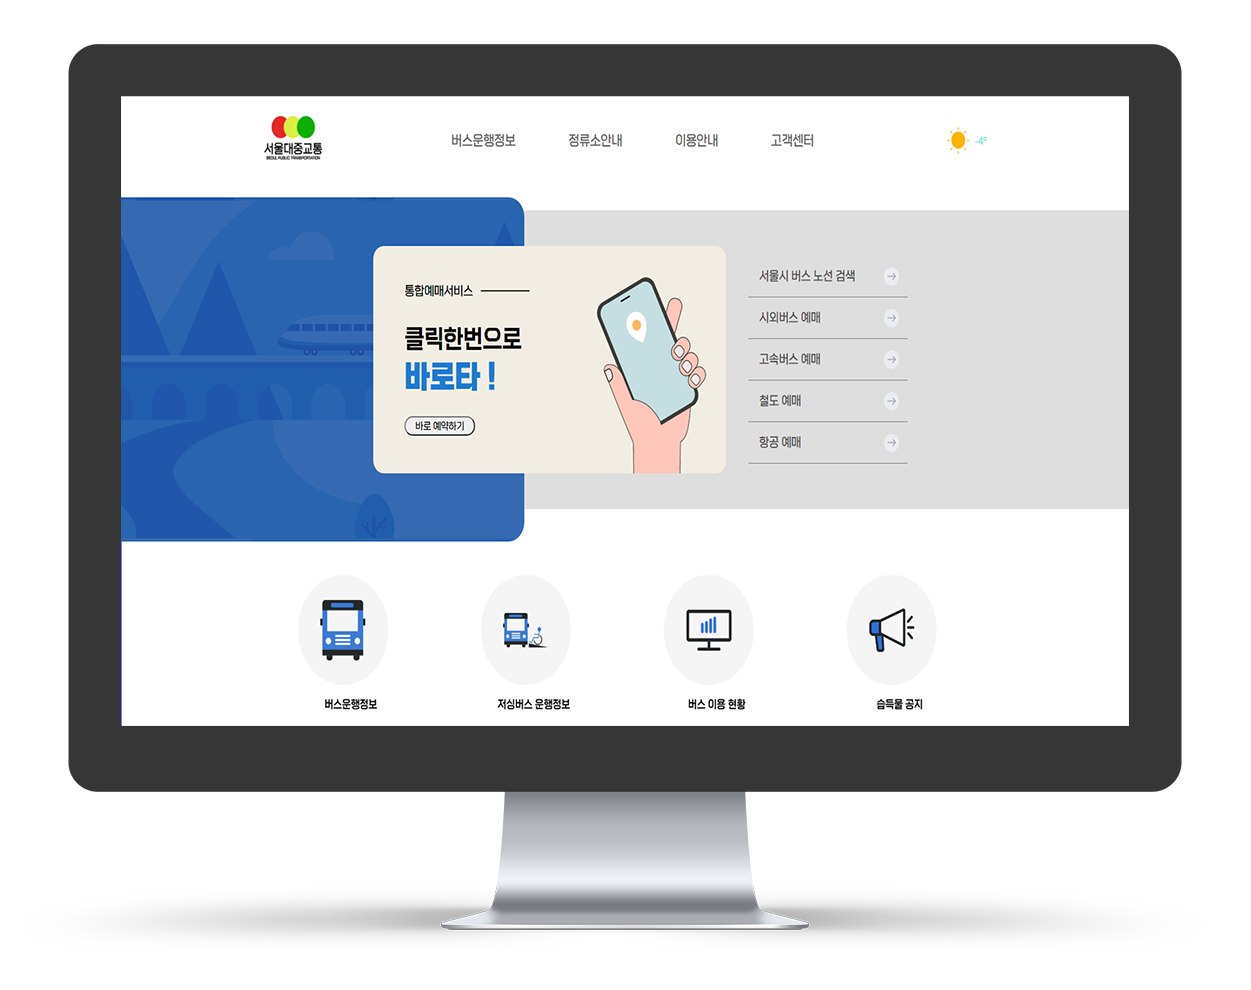 서울대중교통
SEOUL PUBLIC TRANSPORTATION
버스운행정보
정류소안내
이용안내
고객센터
-4º
통합예매서비스
클릭한번으로
바로타 !
바로 예약하기
서울시 버스 노선 검색
시외버스 예매
고속버스 예매
철도 예매
항공 예매
버스운행정보
저상버스 운행정보
버스 이용 현황
습득물 공지